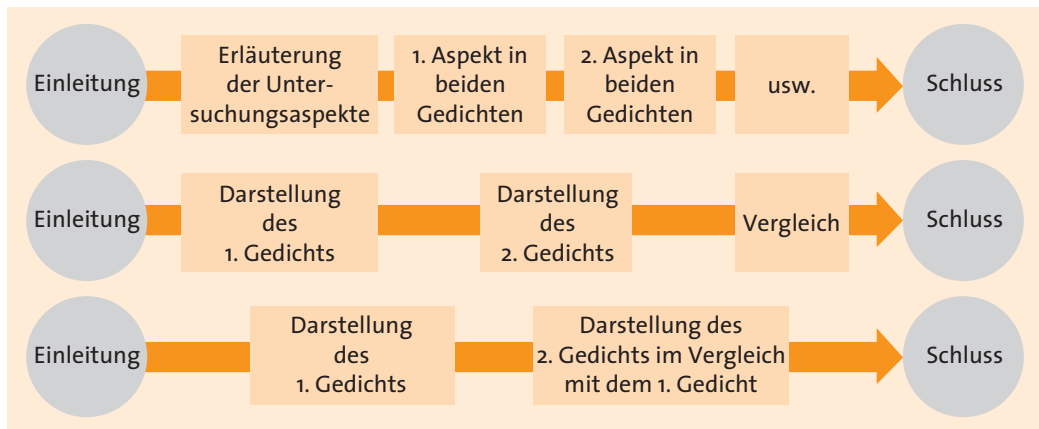 Einleitung
Erläuterung
der Unter-
suchungsaspekte
1. Aspekt in
beiden
Gedichten
2. Aspekt in
beiden
Gedichten
usw.
Schluss
Einleitung
Darstellung
des
1. Gedichts
Darstellung
des
2. Gedichts
Vergleich
Schluss
Einleitung
Darstellung
des
1. Gedichts
Darstellung des
2. Gedichts im Vergleich
mit dem 1. Gedicht
Schluss